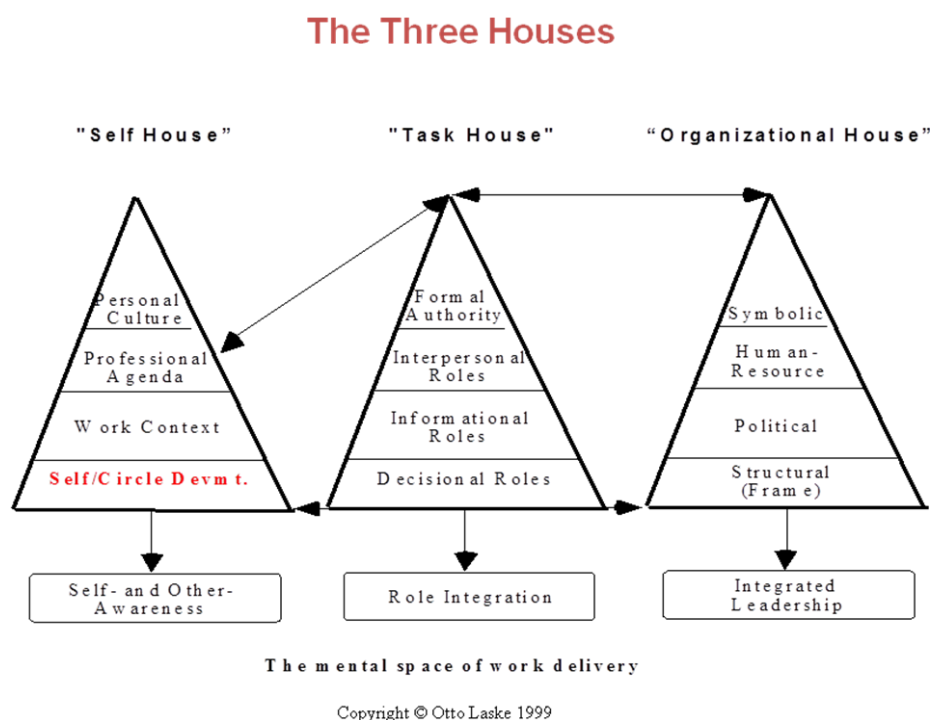 The Three Houses
"Self House”
"Task House"
“Organizational House”
Personal
Culture
Professional
Agenda
Work Context
Self/Circle Devmt.
Formal
Authority
Interpersonal
Roles
Informational
Roles
Decisional Roles
Symbolic
Human-
Resource
Political
Structural
(Frame)
Self- and Other-
Awareness
Role Integration
Integrated
Leadership
The mental space of work delivery
Copyright © Otto Laske 1999